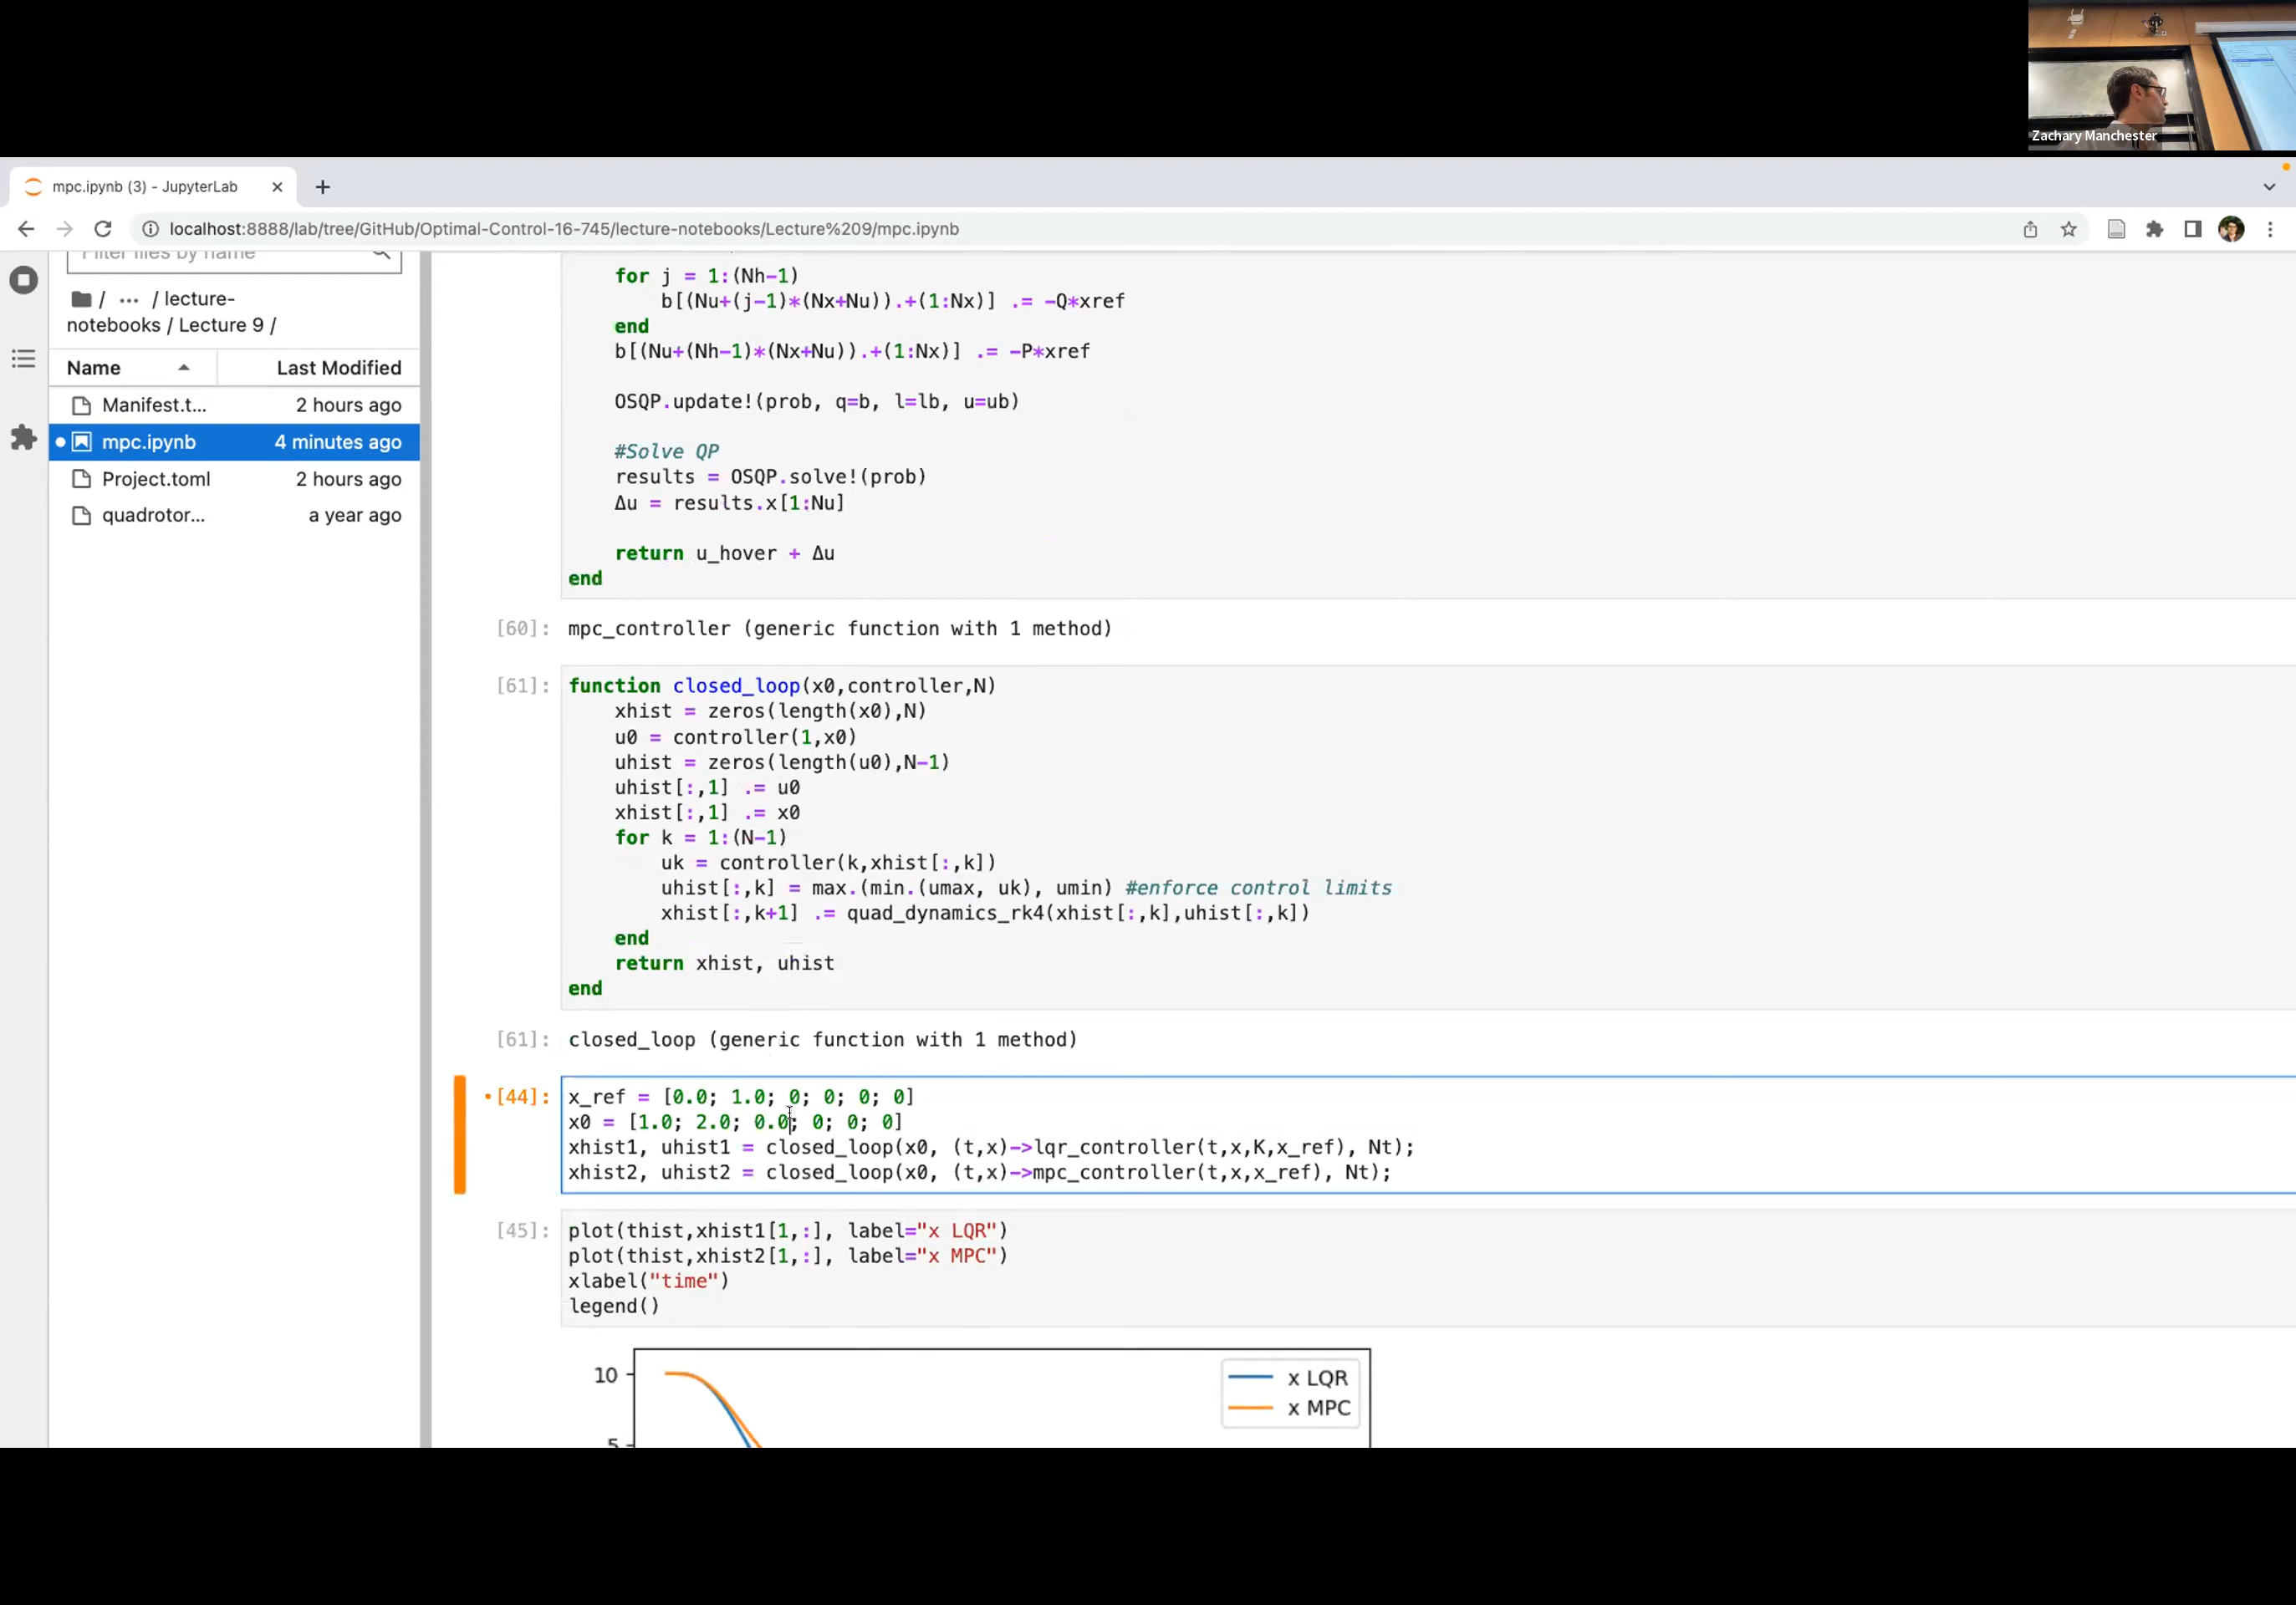 Zachary Manchester
mpc.ipynb (3) - JupyterLab
localhost:8888/lab/tree/GitHub/Optimal-Control-16-745/lecture-notebooks/Lecture%209/mpc.ipynb
Filter files by name
/ ··· / lecture-
notebooks / Lecture 9 /
Name Last Modified
Manifest.t... 2 hours ago
mpc.ipynb 4 minutes ago
Project.toml 2 hours ago
quadrotor... a year ago
for j = 1:(Nh-1)
b[(Nu+(j-1)*(Nx+Nu)).+(1:Nx)] .= -Q*xref
end
b[(Nu+(Nh-1)*(Nx+Nu)).+(1:Nx)] .= -P*xref
OSQP.update!(prob, q=b, l=lb, u=ub)
#Solve QP
results = OSQP.solve!(prob)
Δu = results.x[1:Nu]
return u_hover + Δu
end
[60]: mpc_controller (generic function with 1 method)
[61]: function closed_loop(x0,controller,N)
xhist = zeros(length(x0),N)
u0 = controller(1,x0)
uhist = zeros(length(u0),N-1)
uhist[:,1] .= u0
xhist[:,1] .= x0
for k = 1:(N-1)
uk = controller(k,xhist[:,k])
uhist[:,k] = max.(min.(umax, uk), umin) #enforce control limits
xhist[:,k+1] .= quad_dynamics_rk4(xhist[:,k],uhist[:,k])
end
return xhist, uhist
end
[61]: closed_loop (generic function with 1 method)
[44]: x_ref = [0.0; 1.0; 0; 0; 0; 0]
x0 = [1.0; 2.0; 0.0; 0; 0; 0]
xhist1, uhist1 = closed_loop(x0, (t,x)->lqr_controller(t,x,K,x_ref), Nt);
xhist2, uhist2 = closed_loop(x0, (t,x)->mpc_controller(t,x,x_ref), Nt);
[45]: plot(thist,xhist1[1,:], label="x LQR")
plot(thist,xhist2[1,:], label="x MPC")
xlabel("time")
legend()
10
x LQR
x MPC
5